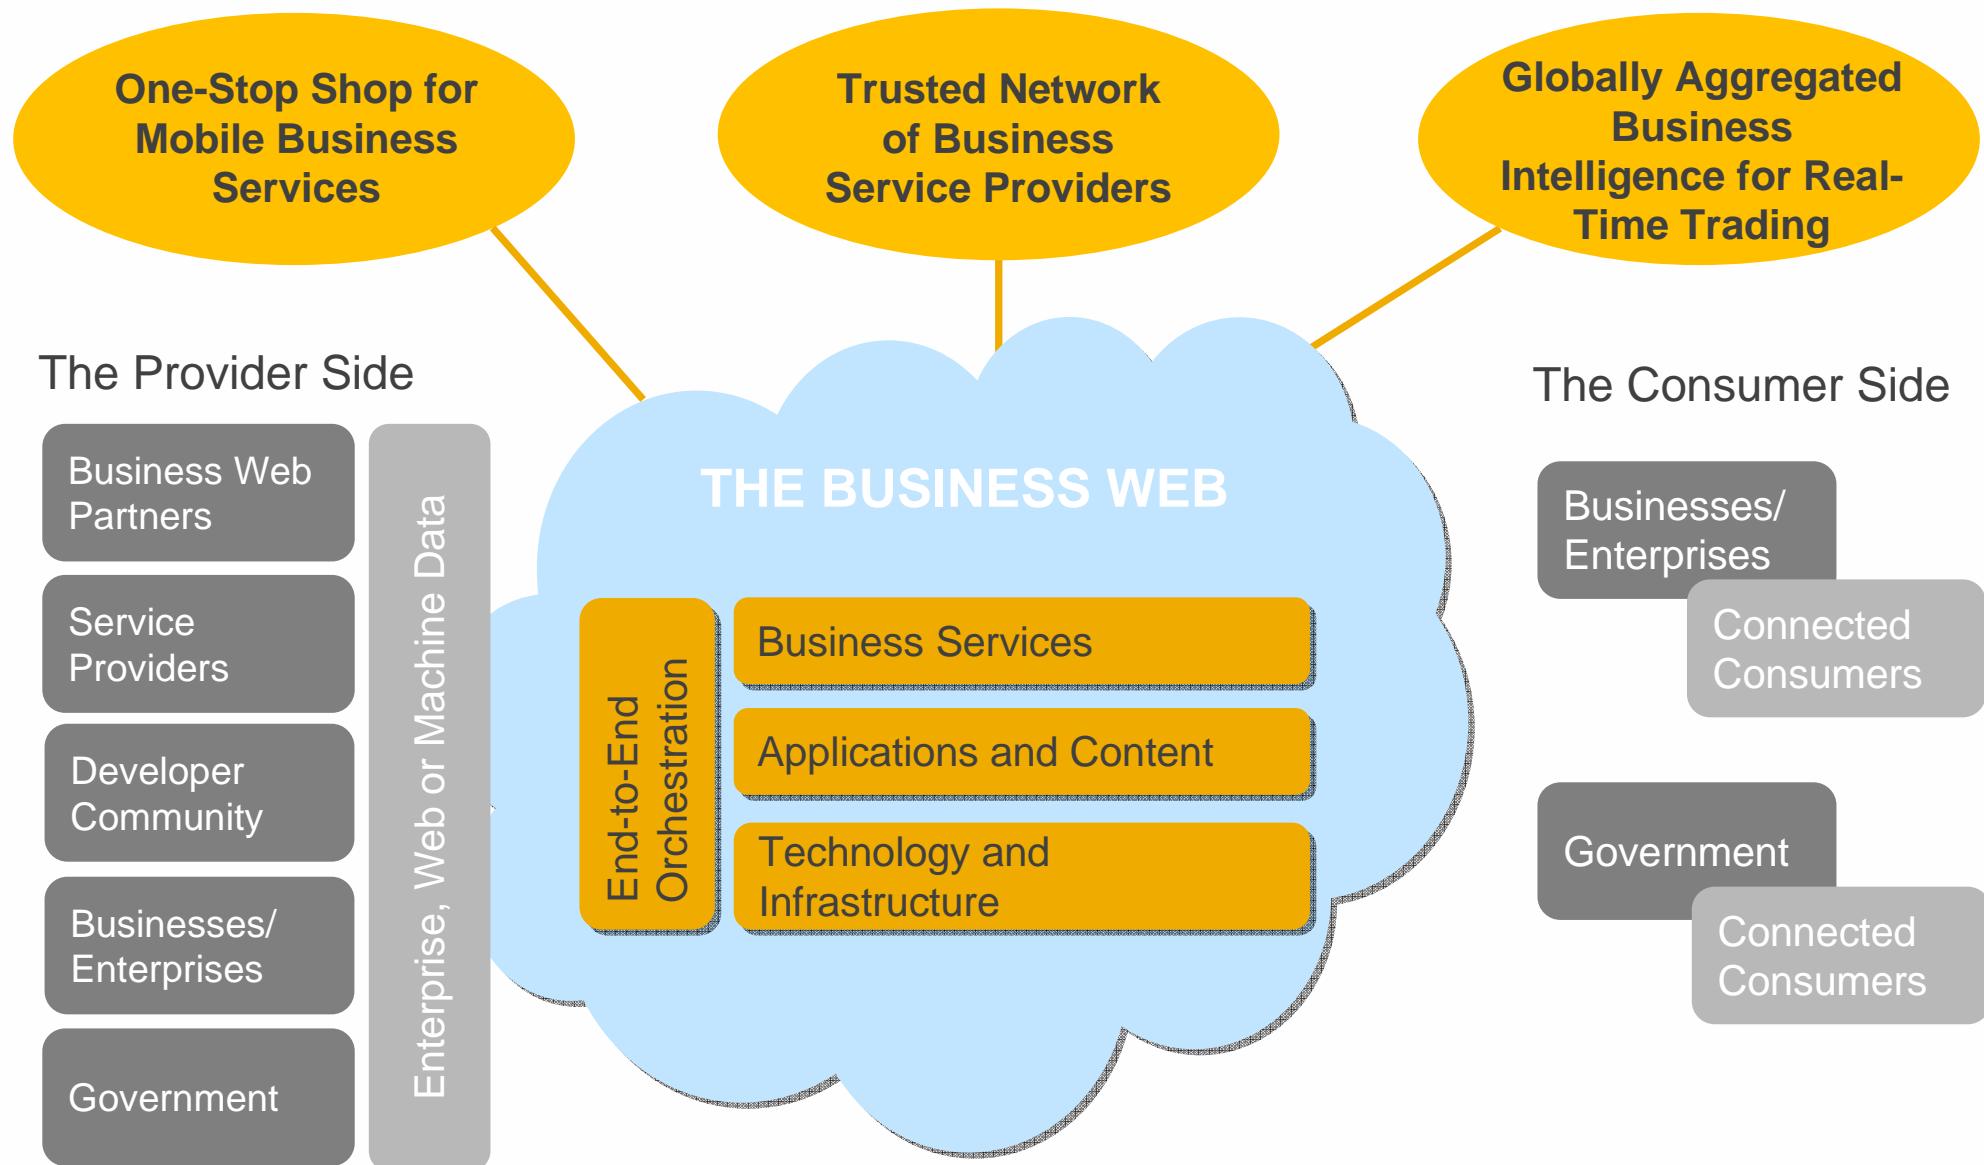 One-Stop Shop for
Mobile Business
Services
Trusted Network
of Business
Service Providers
Globally Aggregated
Business
Intelligence for Real-
Time Trading
The Provider Side
Business Web
Partners
Service
Providers
Developer
Community
Businesses/
Enterprises
Government
Enterprise, Web or Machine Data
THE BUSINESS WEB
End-to-End
Orchestration
Business Services
Applications and Content
Technology and
Infrastructure
The Consumer Side
Businesses/
Enterprises
Connected
Consumers
Government
Connected
Consumers